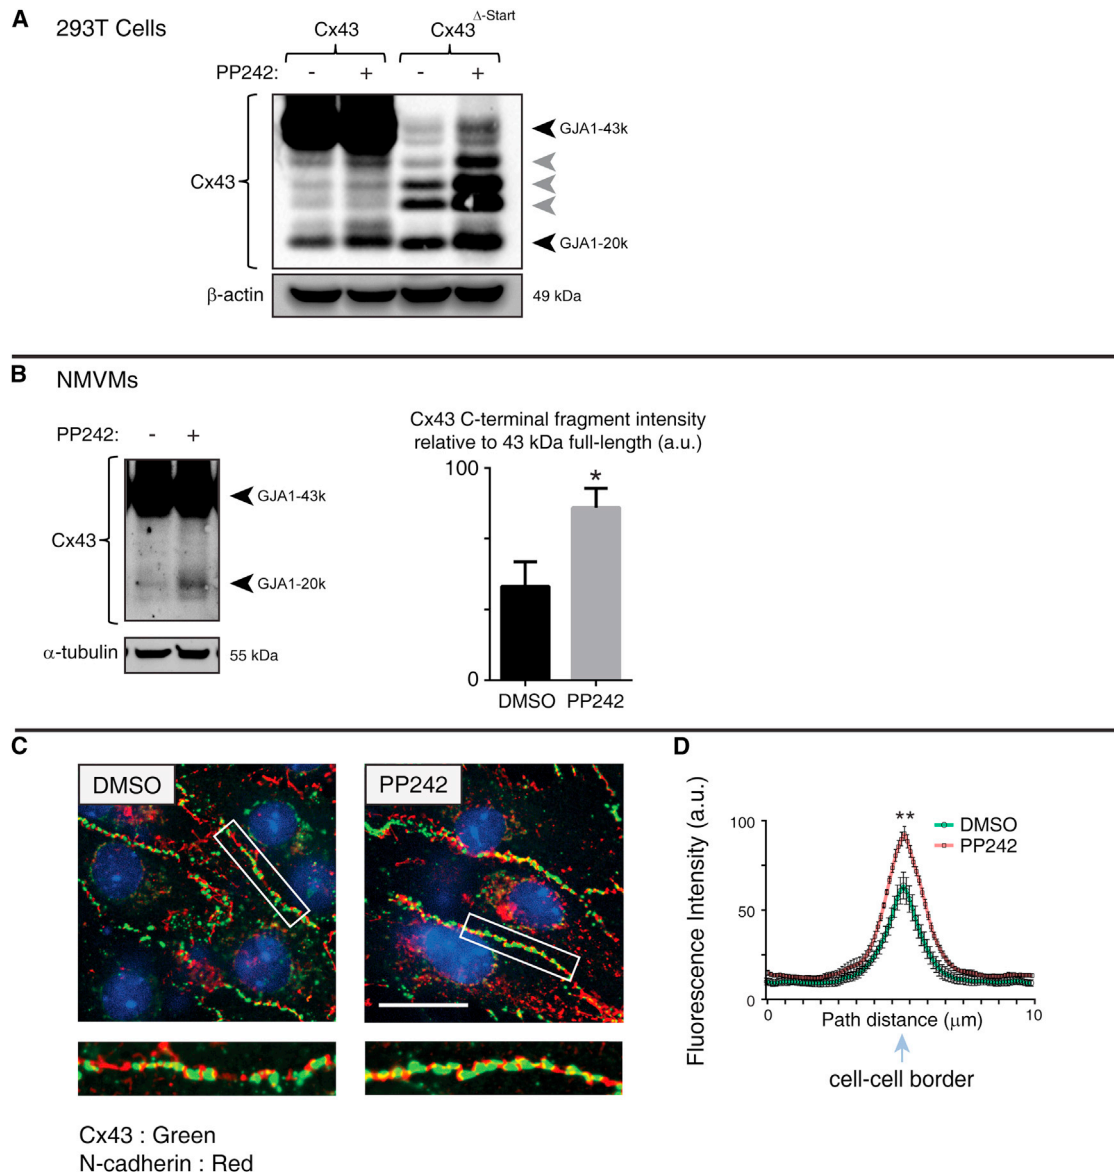 A
293T Cells
Cx43
Cx43 Δ-Start
PP242:
-
+
-
+
Cx43
GJA1-43k
GJA1-20k
β-actin
49 kDa
B
NMVMs
PP242:
-
+
Cx43
GJA1-43k
GJA1-20k
α-tubulin
55 kDa
Cx43 C-terminal fragment intensity
relative to 43 kDa full-length (a.u.)
100
*
0
DMSO
PP242
C
DMSO
PP242
Cx43 : Green
N-cadherin : Red
D
Fluorescence Intensity (a.u.)
100
50
0
**
DMSO
PP242
0
Path distance (μm)
10
cell-cell border